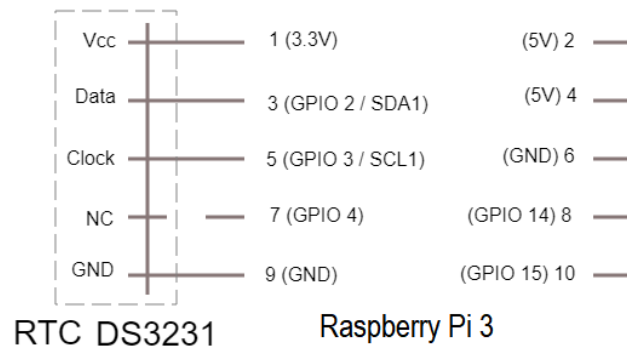 Vcc 1 (3.3V) (5V) 2
Data 3 (GPIO 2 / SDA1) (5V) 4
Clock 5 (GPIO 3 / SCL1) (GND) 6
NC 7 (GPIO 4) (GPIO 14) 8
GND 9 (GND) (GPIO 15) 10
RTC DS3231 Raspberry Pi 3